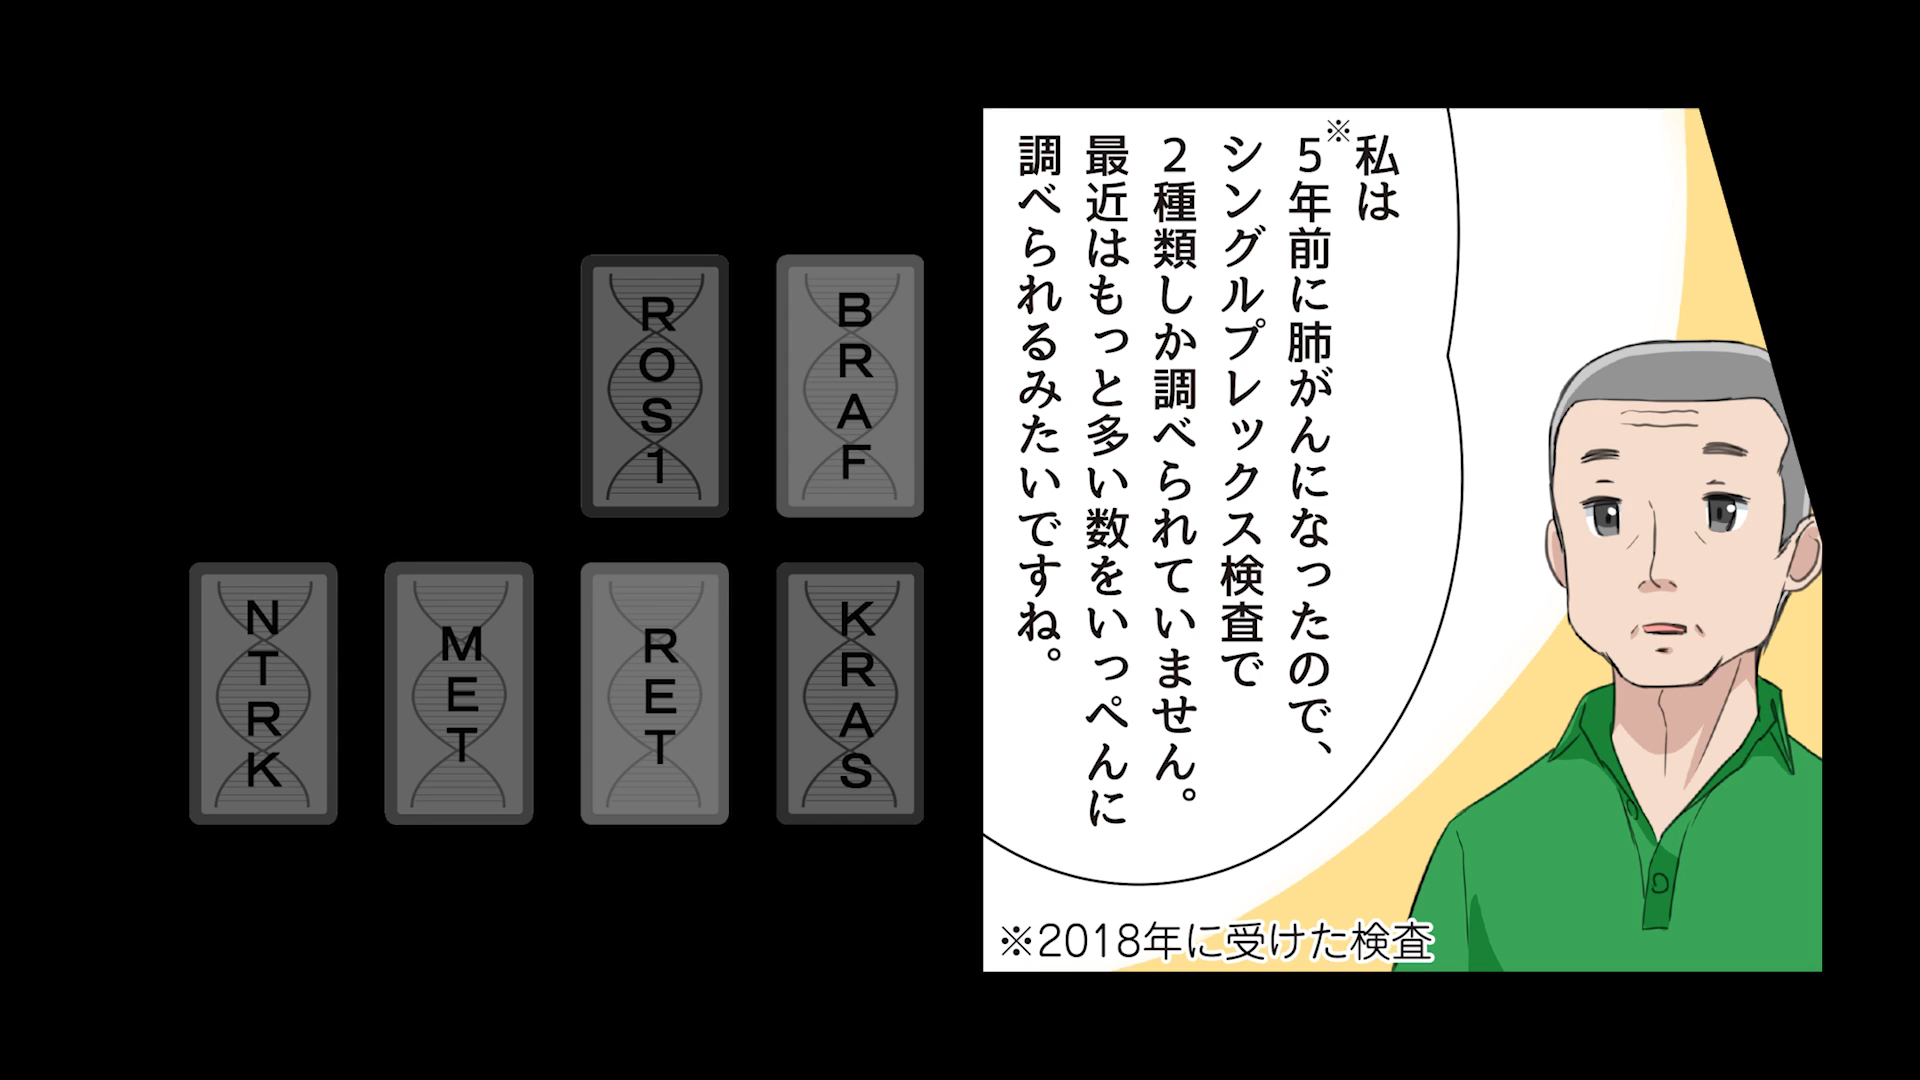 ROS1
BRAF
NTRK
MET
RET
KRAS
私は
※5年前に肺がんになったので、
シングルプレックス検査で
2種類しか調べられていません。
最近はもっと多い数をいっぺんに
調べられるみたいですね。
※2018年に受けた検査